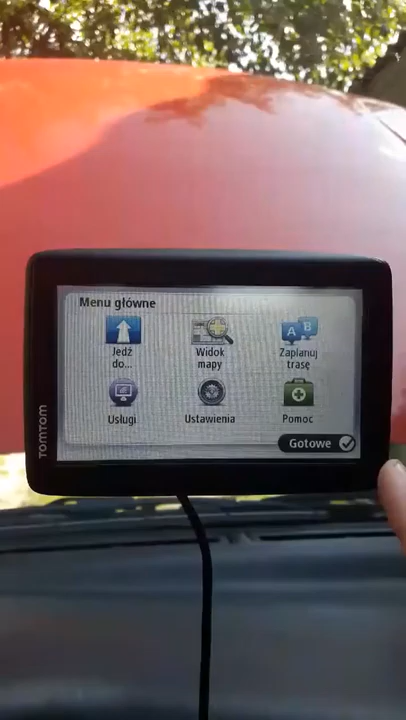 Menu główne
Jedź
do...
Widok
mapy
Zaplanuj
trasę
A B
Usługi
Ustawienia
Pomoc
Gotowe
TOMTOM